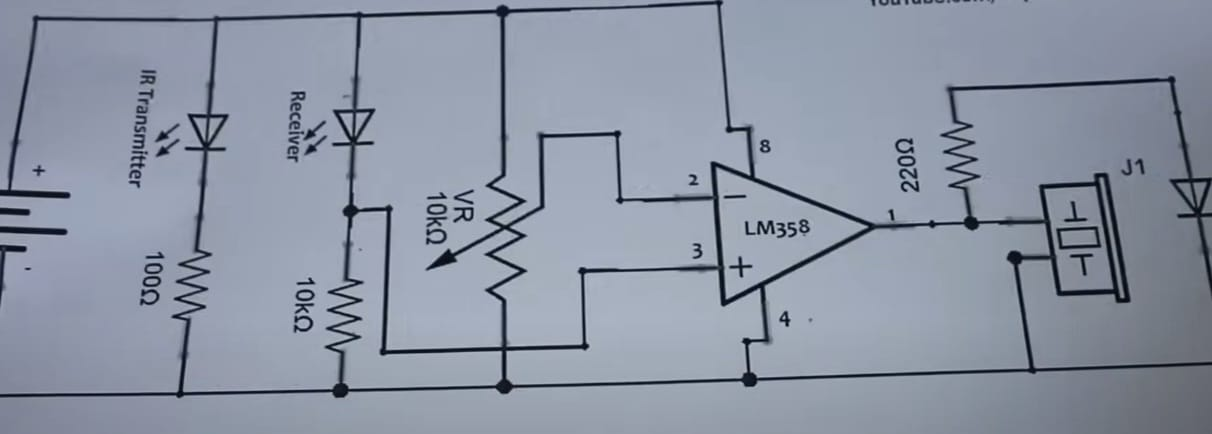 +
-
IR Transmitter
100Ω
Receiver
10kΩ
VR
10kΩ
2
3
8
4
1
−
+
LM358
220Ω
J1